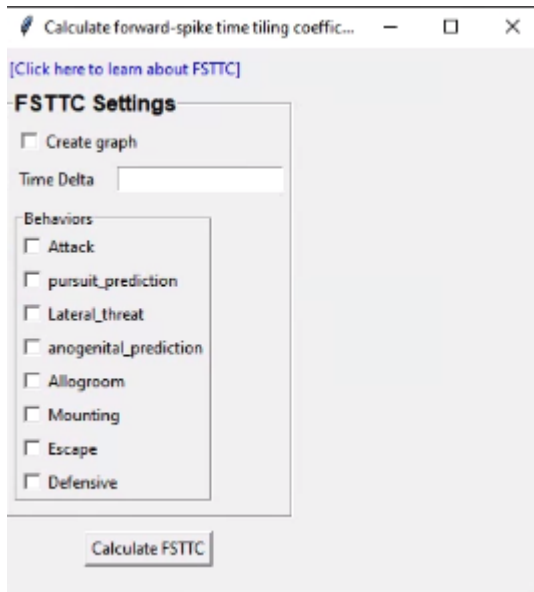 Calculate forward-spike time tiling coeffic...
[Click here to learn about FSTTC]
FSTTC Settings
Create graph
Time Delta
Behaviors
Attack
pursuit_prediction
Lateral_threat
anogenital_prediction
Allogroom
Mounting
Escape
Defensive
Calculate FSTTC